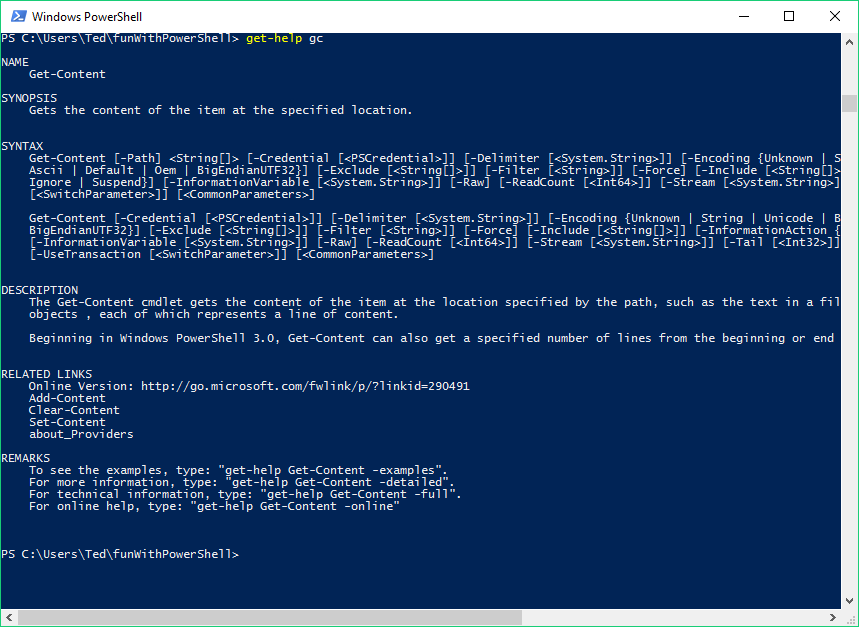 Windows PowerShell
PS C:\Users\Ted\funWithPowerShell> get-help gc
NAME
Get-Content
SYNOPSIS
Gets the content of the item at the specified location.
SYNTAX
Get-Content [-Path] <String[]> [-Credential [<PSCredential>]] [-Delimiter [<System.String>]] [-Encoding {Unknown | S
Ascii | Default | Oem | BigEndianUTF32}] [-Exclude [<String[]>]] [-Filter [<String>]] [-Force] [-Include [<String[]>
Ignore | Suspend}] [-InformationVariable [<System.String>]] [-Raw] [-ReadCount [<Int64>]] [-Stream [<System.String>]
[<SwitchParameter>]] [<CommonParameters>]
Get-Content [-Credential [<PSCredential>]] [-Delimiter [<System.String>]] [-Encoding {Unknown | String | Unicode | B
BigEndianUTF32}] [-Exclude [<String[]>]] [-Filter [<String>]] [-Force] [-Include [<String[]>]] [-InformationAction {
[-InformationVariable [<System.String>]] [-Raw] [-ReadCount [<Int64>]] [-Stream [<System.String>]] [-Tail [<Int32>]]
[-UseTransaction [<SwitchParameter>]] [<CommonParameters>]
DESCRIPTION
The Get-Content cmdlet gets the content of the item at the location specified by the path, such as the text in a fil
objects , each of which represents a line of content.
Beginning in Windows PowerShell 3.0, Get-Content can also get a specified number of lines from the beginning or end
RELATED LINKS
Online Version: http://go.microsoft.com/fwlink/p/?linkid=290491
Add-Content
Clear-Content
Set-Content
about_Providers
REMARKS
To see the examples, type: "get-help Get-Content -examples".
For more information, type: "get-help Get-Content -detailed".
For technical information, type: "get-help Get-Content -full".
For online help, type: "get-help Get-Content -online"
PS C:\Users\Ted\funWithPowerShell>